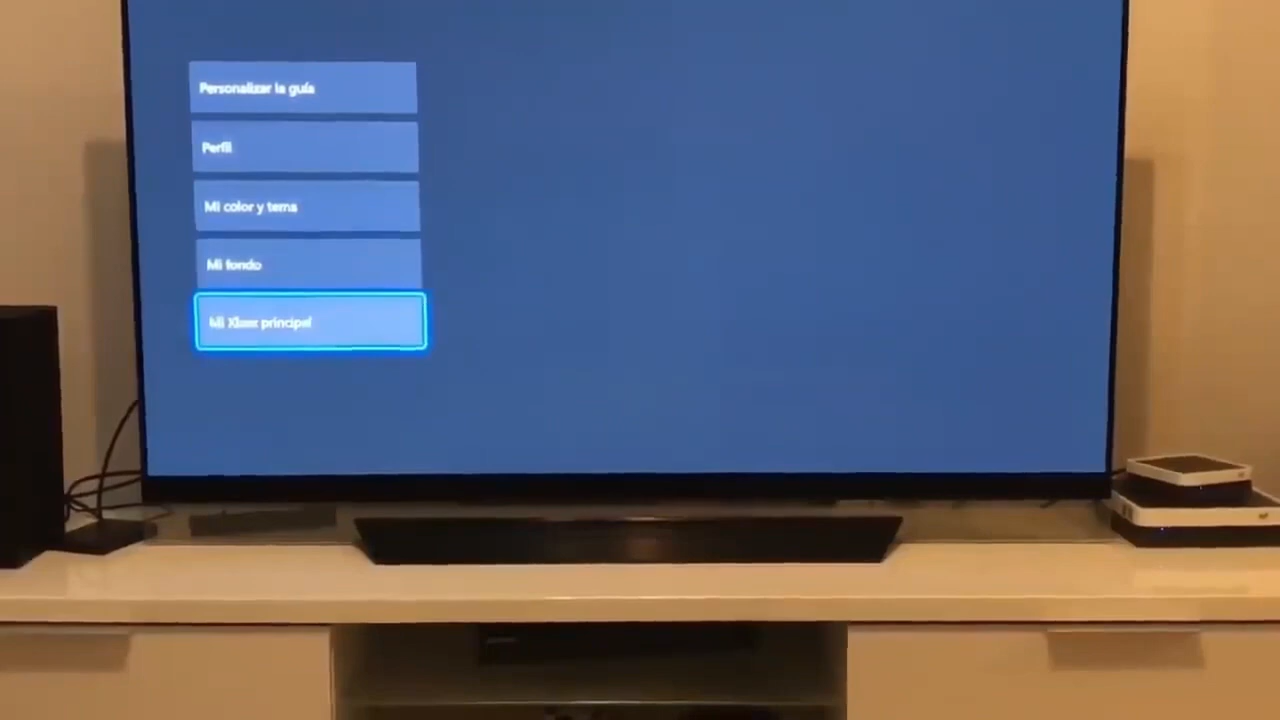 Personalizar la guía
Perfil
Mi color y tema
Mi fondo
Mi Xbox principal